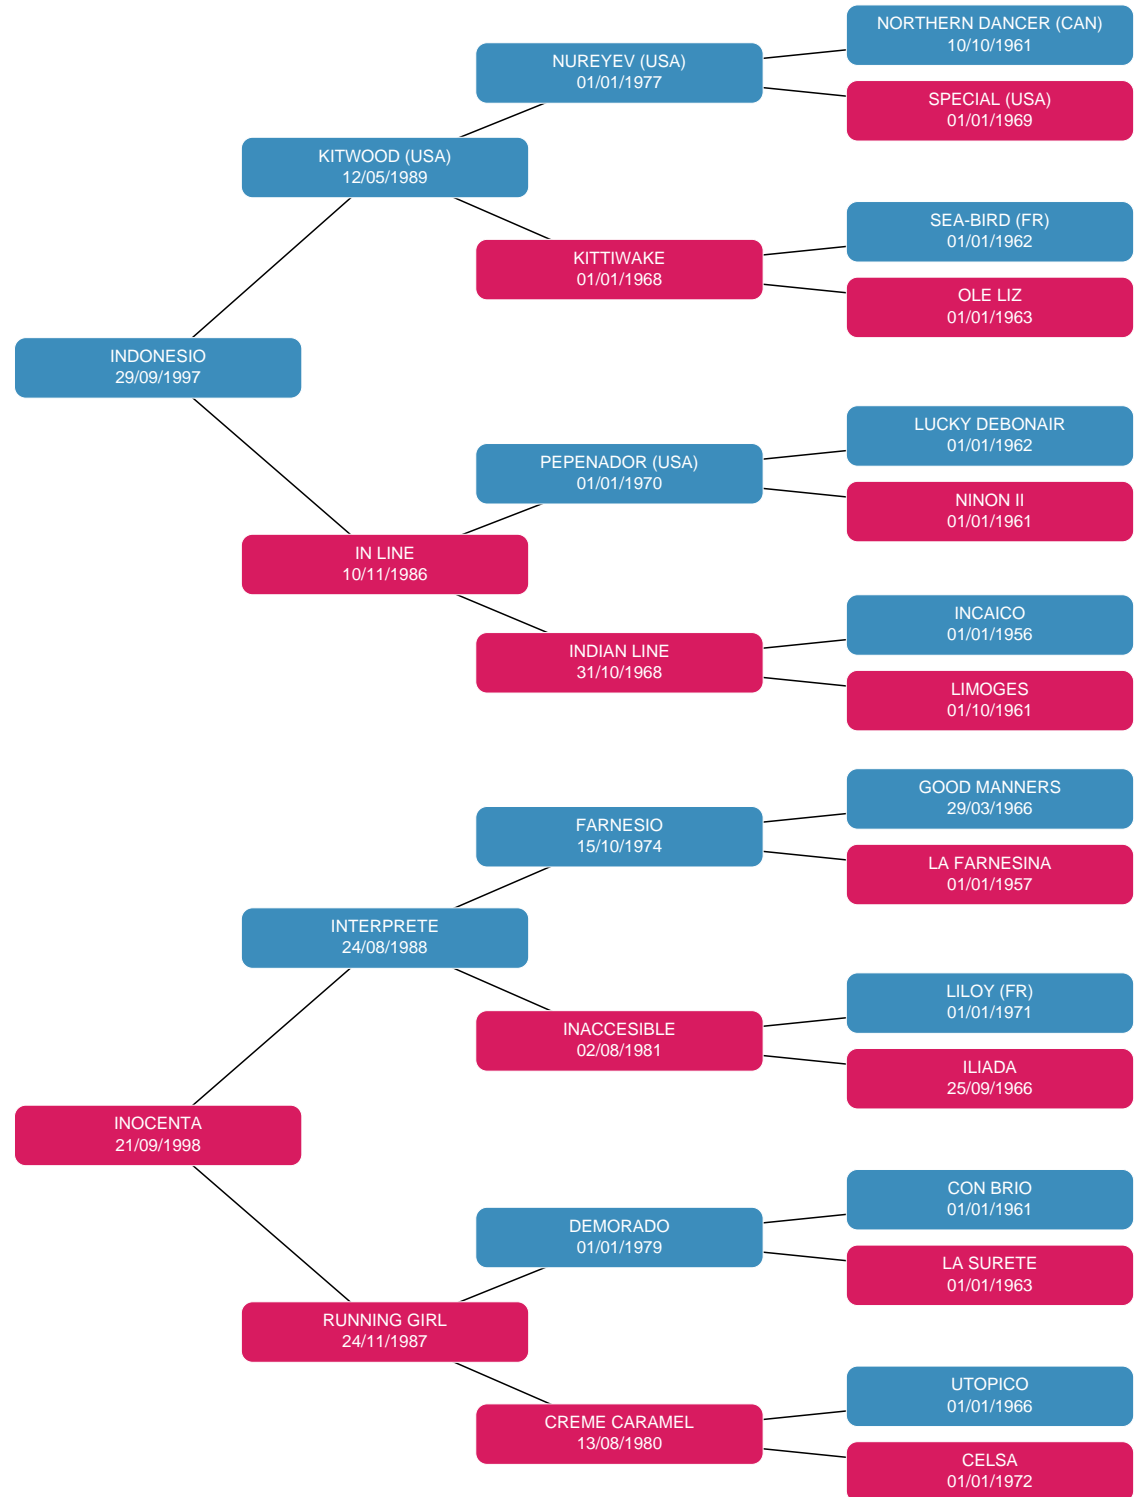 NORTHERN DANCER (CAN)
10/10/1961
NUREYEV (USA)
01/01/1977
SPECIAL (USA)
01/01/1969
KITWOOD (USA)
12/05/1989
SEA-BIRD (FR)
01/01/1962
KITTIWAKE
01/01/1968
OLE LIZ
01/01/1963
INDONESIO
29/09/1997
LUCKY DEBONAIR
01/01/1962
PEPENADOR (USA)
01/01/1970
NINON II
01/01/1961
IN LINE
10/11/1986
INCAICO
01/01/1956
INDIAN LINE
31/10/1968
LIMOGES
01/10/1961
GOOD MANNERS
29/03/1966
FARNESIO
15/10/1974
LA FARNESINA
01/01/1957
INTERPRETE
24/08/1988
LILOY (FR)
01/01/1971
INACCESIBLE
02/08/1981
ILIADA
25/09/1966
INOCENTA
21/09/1998
CON BRIO
01/01/1961
DEMORADO
01/01/1979
LA SURETE
01/01/1963
RUNNING GIRL
24/11/1987
UTOPICO
01/01/1966
CREME CARAMEL
13/08/1980
CELSA
01/01/1972